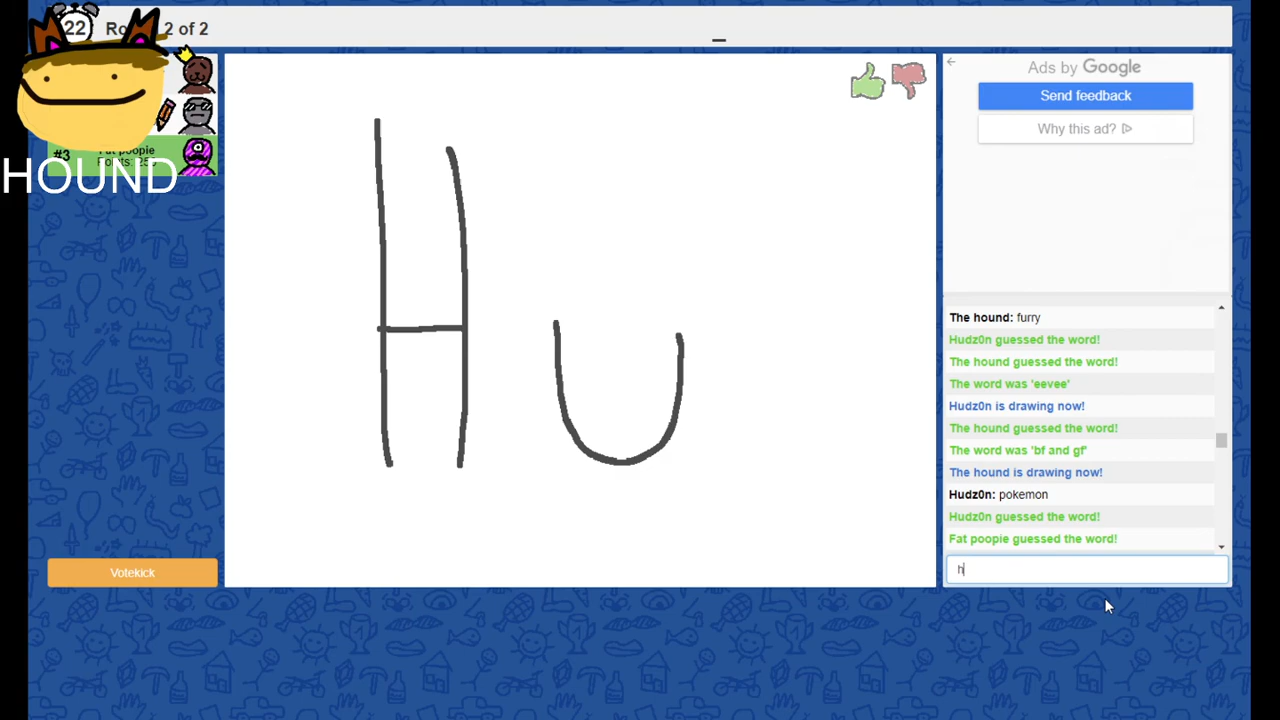 22
2 of 2
_
#3
HOUND
Hu
Ads by Google
Send feedback
Why this ad?
The hound: furry
Hudz0n guessed the word!
The hound guessed the word!
The word was 'eevee'
Hudz0n is drawing now!
The hound guessed the word!
The word was 'bf and gf'
The hound is drawing now!
Hudz0n: pokemon
Hudz0n guessed the word!
Fat poopie guessed the word!
h
Votekick